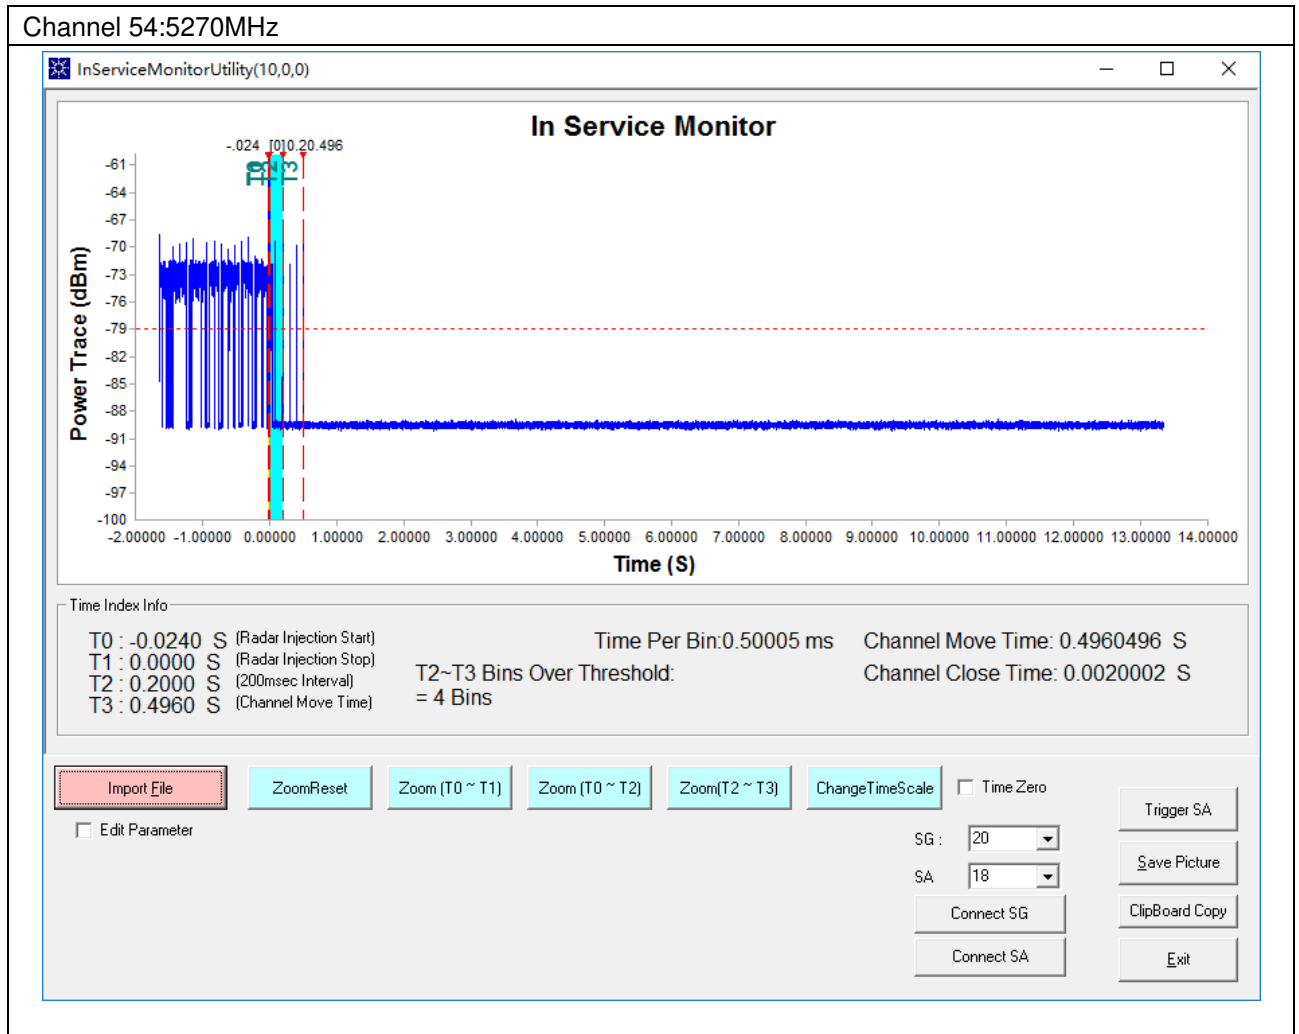 Channel 54:5270MHz
InServiceMonitorUtility(10,0,0)
In Service Monitor
-.024 [0]0.20.496
T0 T2 T3
Power Trace (dBm)
-61
-64
-67
-70
-73
-76
-79
-82
-85
-88
-91
-94
-97
-100
-2.00000 -1.00000 0.00000 1.00000 2.00000 3.00000 4.00000 5.00000 6.00000 7.00000 8.00000 9.00000 10.00000 11.00000 12.00000 13.00000 14.00000
Time (S)
Time Index Info
T0 : -0.0240 S (Radar Injection Start)
T1 : 0.0000 S (Radar Injection Stop)
T2 : 0.2000 S (200msec Interval)
T3 : 0.4960 S (Channel Move Time)
Time Per Bin:0.50005 ms
T2~T3 Bins Over Threshold:
= 4 Bins
Channel Move Time: 0.4960496 S
Channel Close Time: 0.0020002 S
Import File
ZoomReset
Zoom (T0 ~ T1)
Zoom (T0 ~ T2)
Zoom(T2 ~ T3)
ChangeTimeScale
Time Zero
Edit Parameter
SG : 20
SA 18
Connect SG
Connect SA
Trigger SA
Save Picture
ClipBoard Copy
Exit